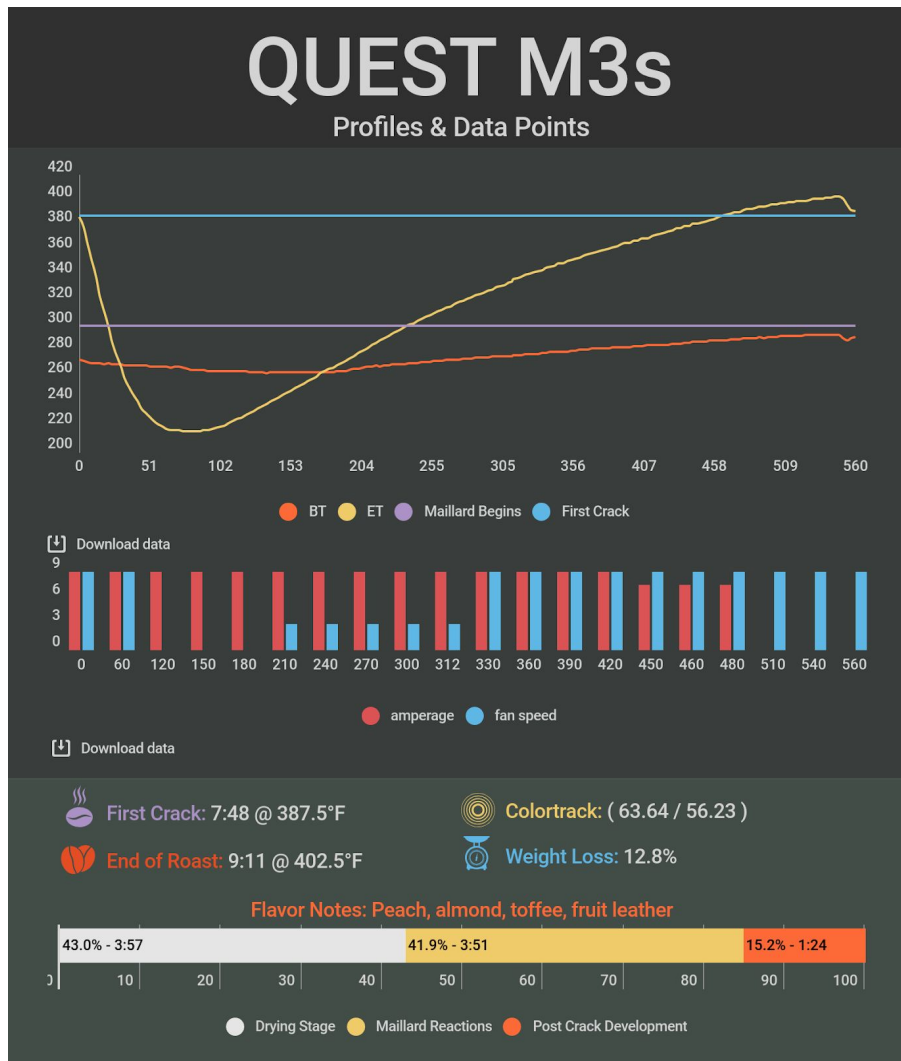 QUEST M3s
Profiles & Data Points
420
400
380
360
340
320
300
280
260
240
220
200
0 51 102 153 204 255 305 356 407 458 509 560
BT ET Maillard Begins First Crack
Download data
9
6
3
0
0 60 120 150 180 210 240 270 300 312 330 360 390 420 450 460 480 510 540 560
amperage fan speed
Download data
First Crack: 7:48 @ 387.5°F
Colortrack: ( 63.64 / 56.23 )
End of Roast: 9:11 @ 402.5°F
Weight Loss: 12.8%
Flavor Notes: Peach, almond, toffee, fruit leather
43.0% - 3:57 41.9% - 3:51 15.2% - 1:24
0 10 20 30 40 50 60 70 80 90 100
Drying Stage Maillard Reactions Post Crack Development